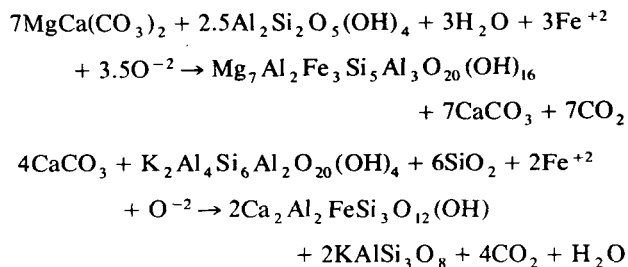 7MgCa(CO₃)₂ + 2.5Al₂Si₂O₅(OH)₄ + 3H₂O + 3Fe⁺²
+ 3.5O⁻² → Mg₇Al₂Fe₃Si₅Al₃O₂₀(OH)₁₆
+ 7CaCO₃ + 7CO₂
4CaCO₃ + K₂Al₄Si₆Al₂O₂₀(OH)₄ + 6SiO₂ + 2Fe⁺²
+ O⁻² → 2Ca₂Al₂FeSi₃O₁₂(OH)
+ 2KAlSi₃O₈ + 4CO₂ + H₂O